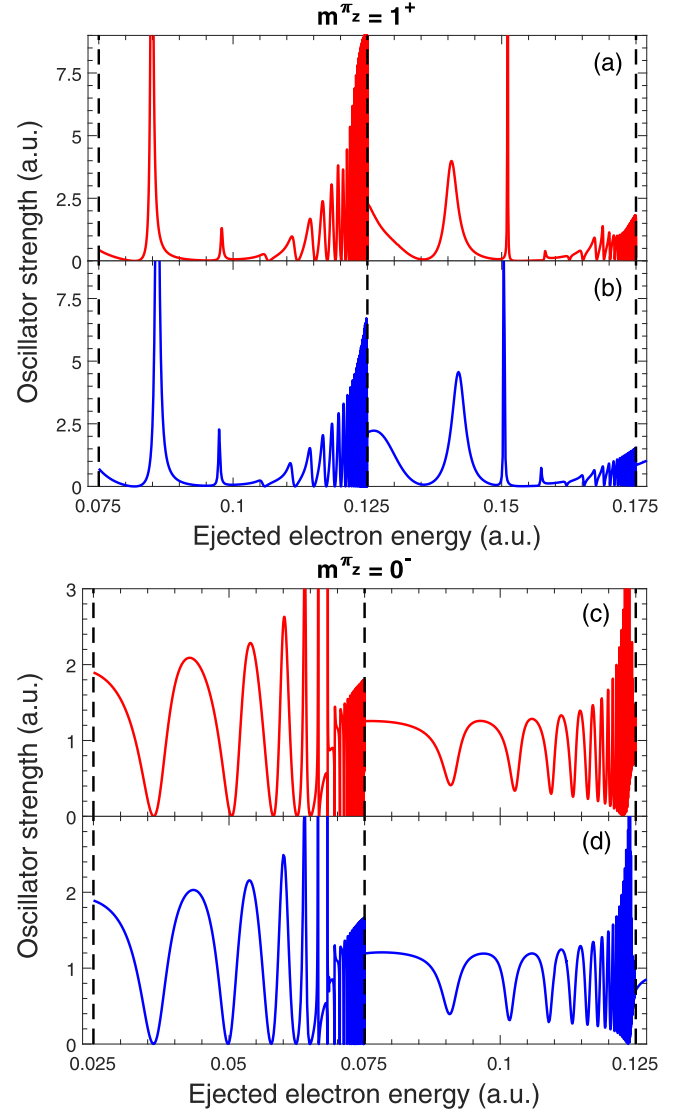 m^πz = 1^+
Oscillator strength (a.u.)
7.5
5
2.5
0
(a)
7.5
5
2.5
0
(b)
0.075
0.1
0.125
0.15
0.175
Ejected electron energy (a.u.)
m^πz = 0^-
Oscillator strength (a.u.)
3
2
1
0
(c)
2
1
0
(d)
0.025
0.05
0.075
0.1
0.125
Ejected electron energy (a.u.)